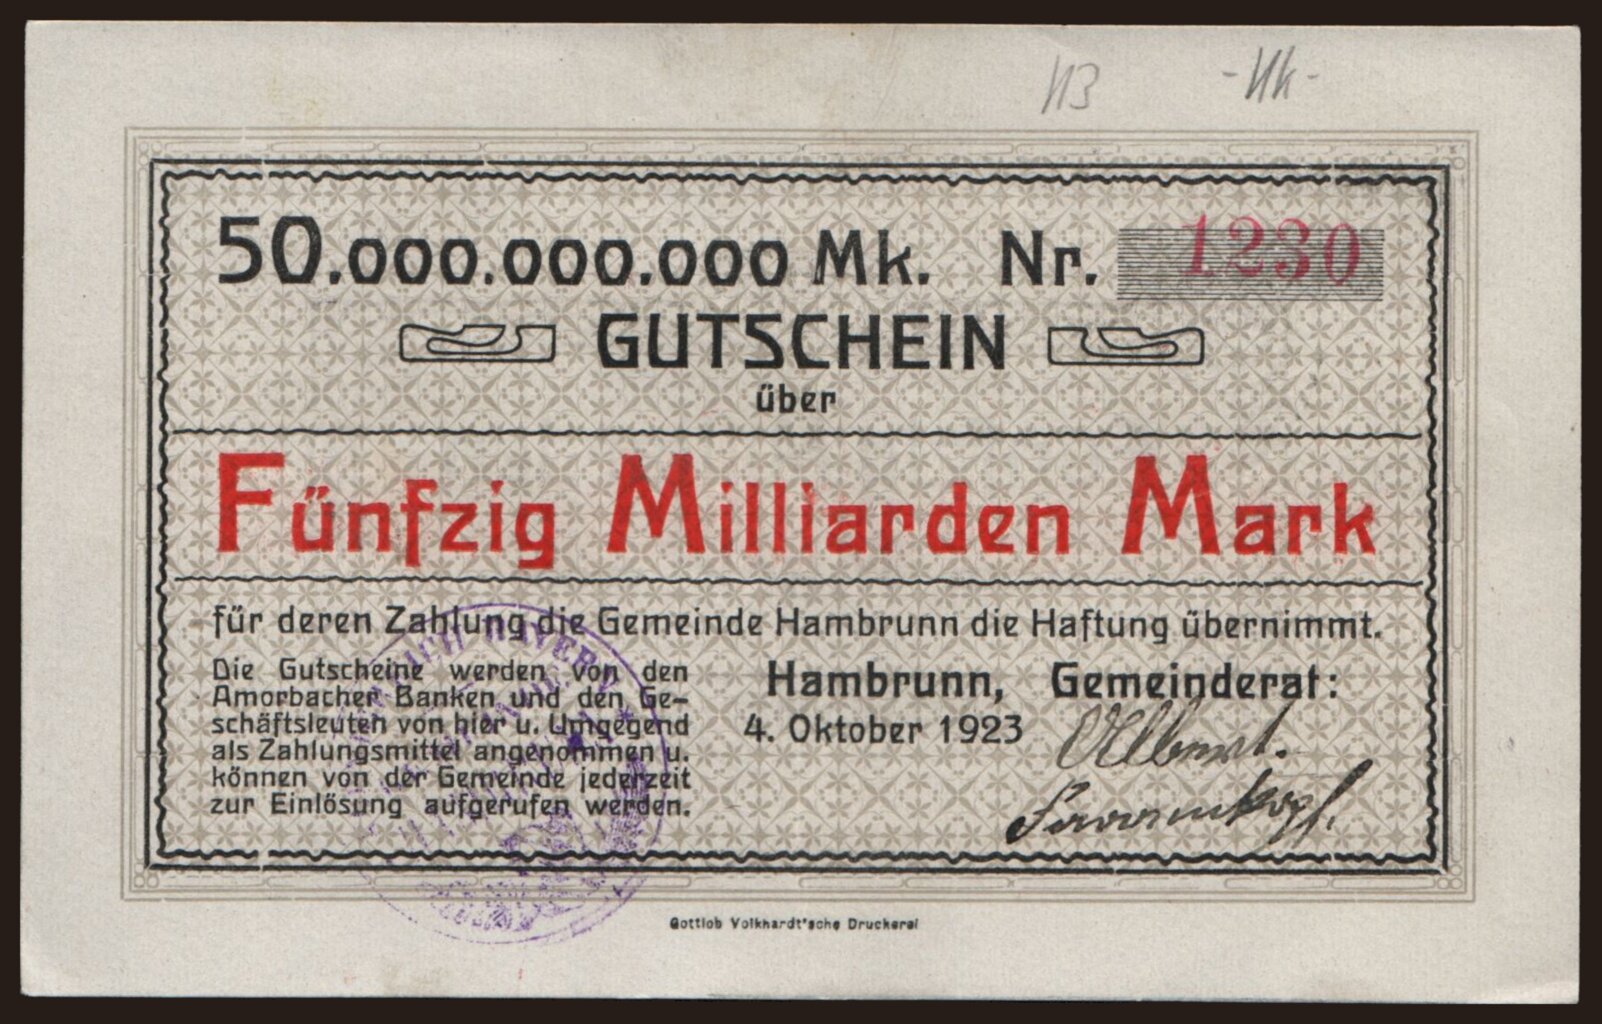 50.000.000.000 Mk. Nr. 1230
GUTSCHEIN
über
Fünfzig Milliarden Mark
für deren Zahlung die Gemeinde Hambrunn die Haftung übernimmt.
Die Gutscheine werden von den
Amorbacher Banken und den Ge-
schäftsleuten von hier u. Umgegend
als Zahlungsmittel angenommen u.
können von der Gemeinde jederzeit
zur Einlösung aufgerufen werden.
Hambrunn, Gemeinderat:
4. Oktober 1923
Gottlob Volkhardt'sche Druckerei